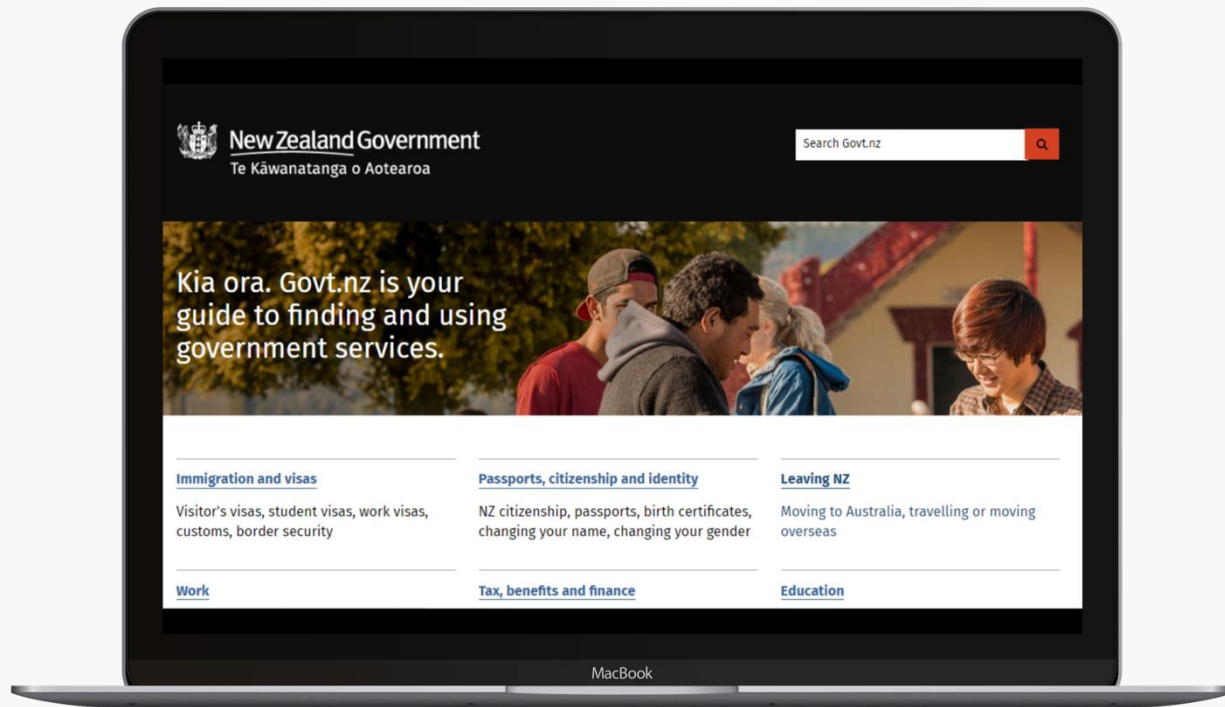 New Zealand Government
Te Kāwanatanga o Aotearoa
Search Govt.nz
Kia ora. Govt.nz is your
guide to finding and using
government services.
Immigration and visas
Visitor's visas, student visas, work visas,
customs, border security
Passports, citizenship and identity
NZ citizenship, passports, birth certificates,
changing your name, changing your gender
Leaving NZ
Moving to Australia, travelling or moving
overseas
Work
Tax, benefits and finance
Education
MacBook